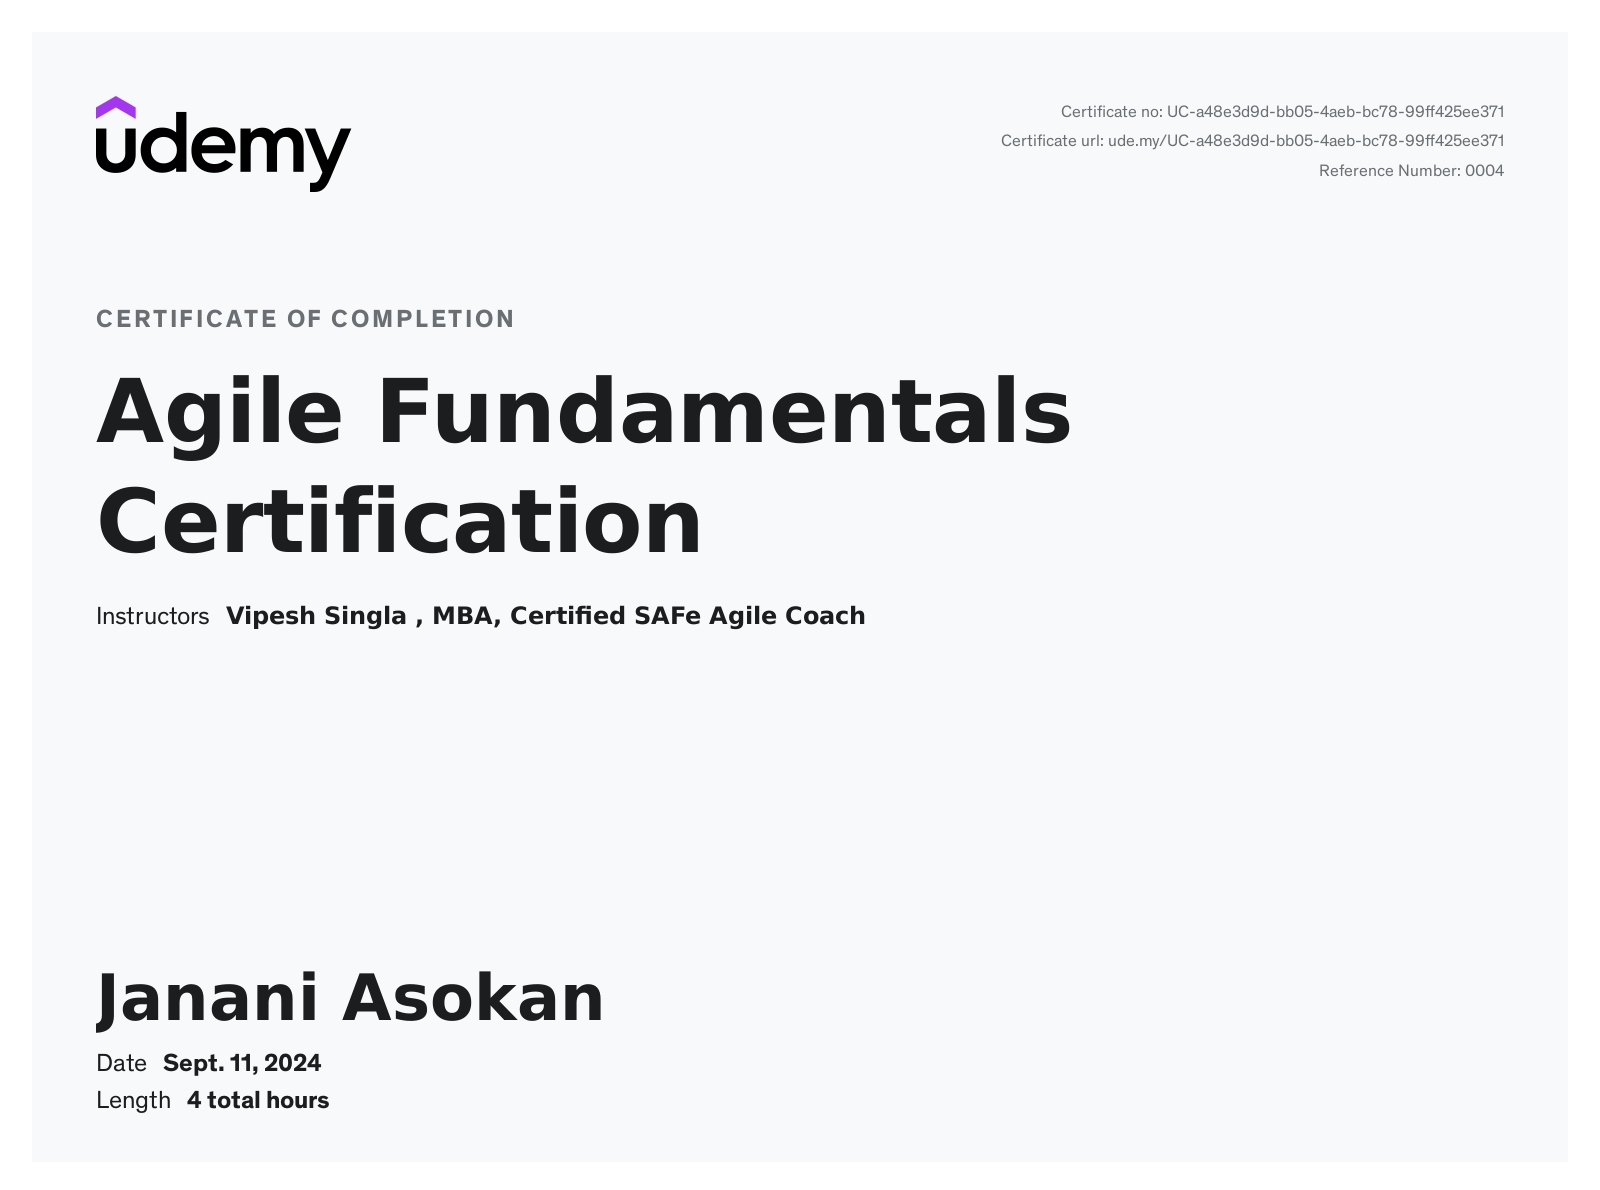 udemy
Certificate no: UC-a48e3d9d-bb05-4aeb-bc78-99ff425ee371
Certificate url: ude.my/UC-a48e3d9d-bb05-4aeb-bc78-99ff425ee371
Reference Number: 0004
CERTIFICATE OF COMPLETION
Agile Fundamentals
Certification
Instructors Vipesh Singla , MBA, Certified SAFe Agile Coach
Janani Asokan
Date Sept. 11, 2024
Length 4 total hours